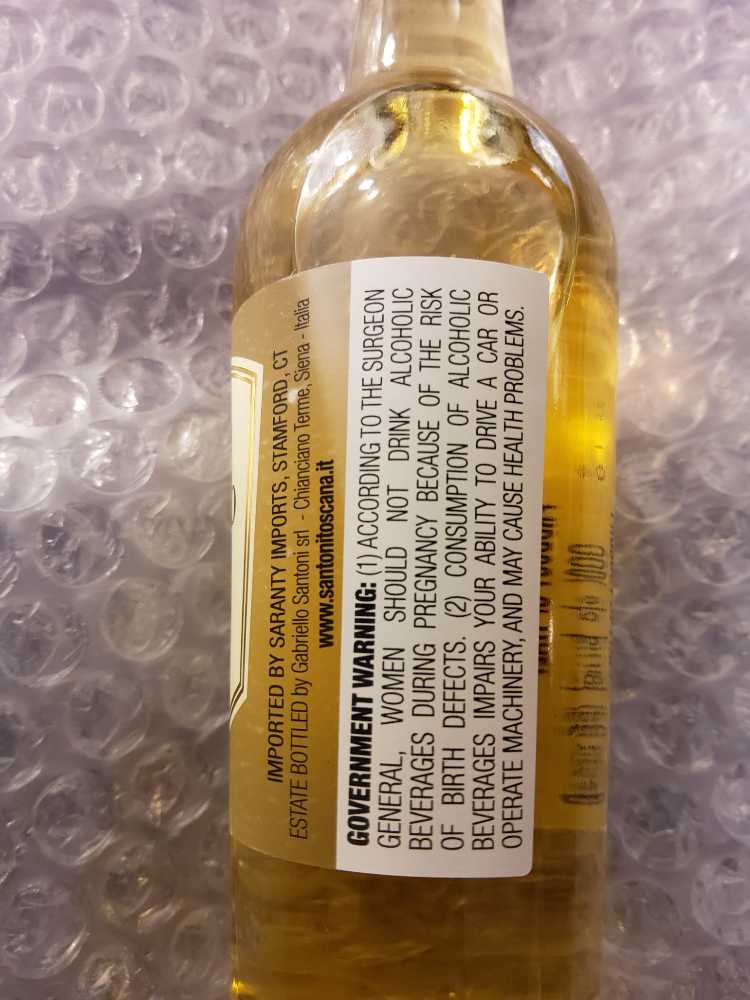 IMPORTED BY SARANTY IMPORTS, STAMFORD, CT
ESTATE BOTTLED by Gabriello Santoni srl - Chianciano Terme, Siena - Italia
www.santonitoscana.it
GOVERNMENT WARNING: (1) ACCORDING TO THE SURGEON
GENERAL, WOMEN SHOULD NOT DRINK ALCOHOLIC
BEVERAGES DURING PREGNANCY BECAUSE OF THE RISK
OF BIRTH DEFECTS. (2) CONSUMPTION OF ALCOHOLIC
BEVERAGES IMPAIRS YOUR ABILITY TO DRIVE A CAR OR
OPERATE MACHINERY, AND MAY CAUSE HEALTH PROBLEMS.